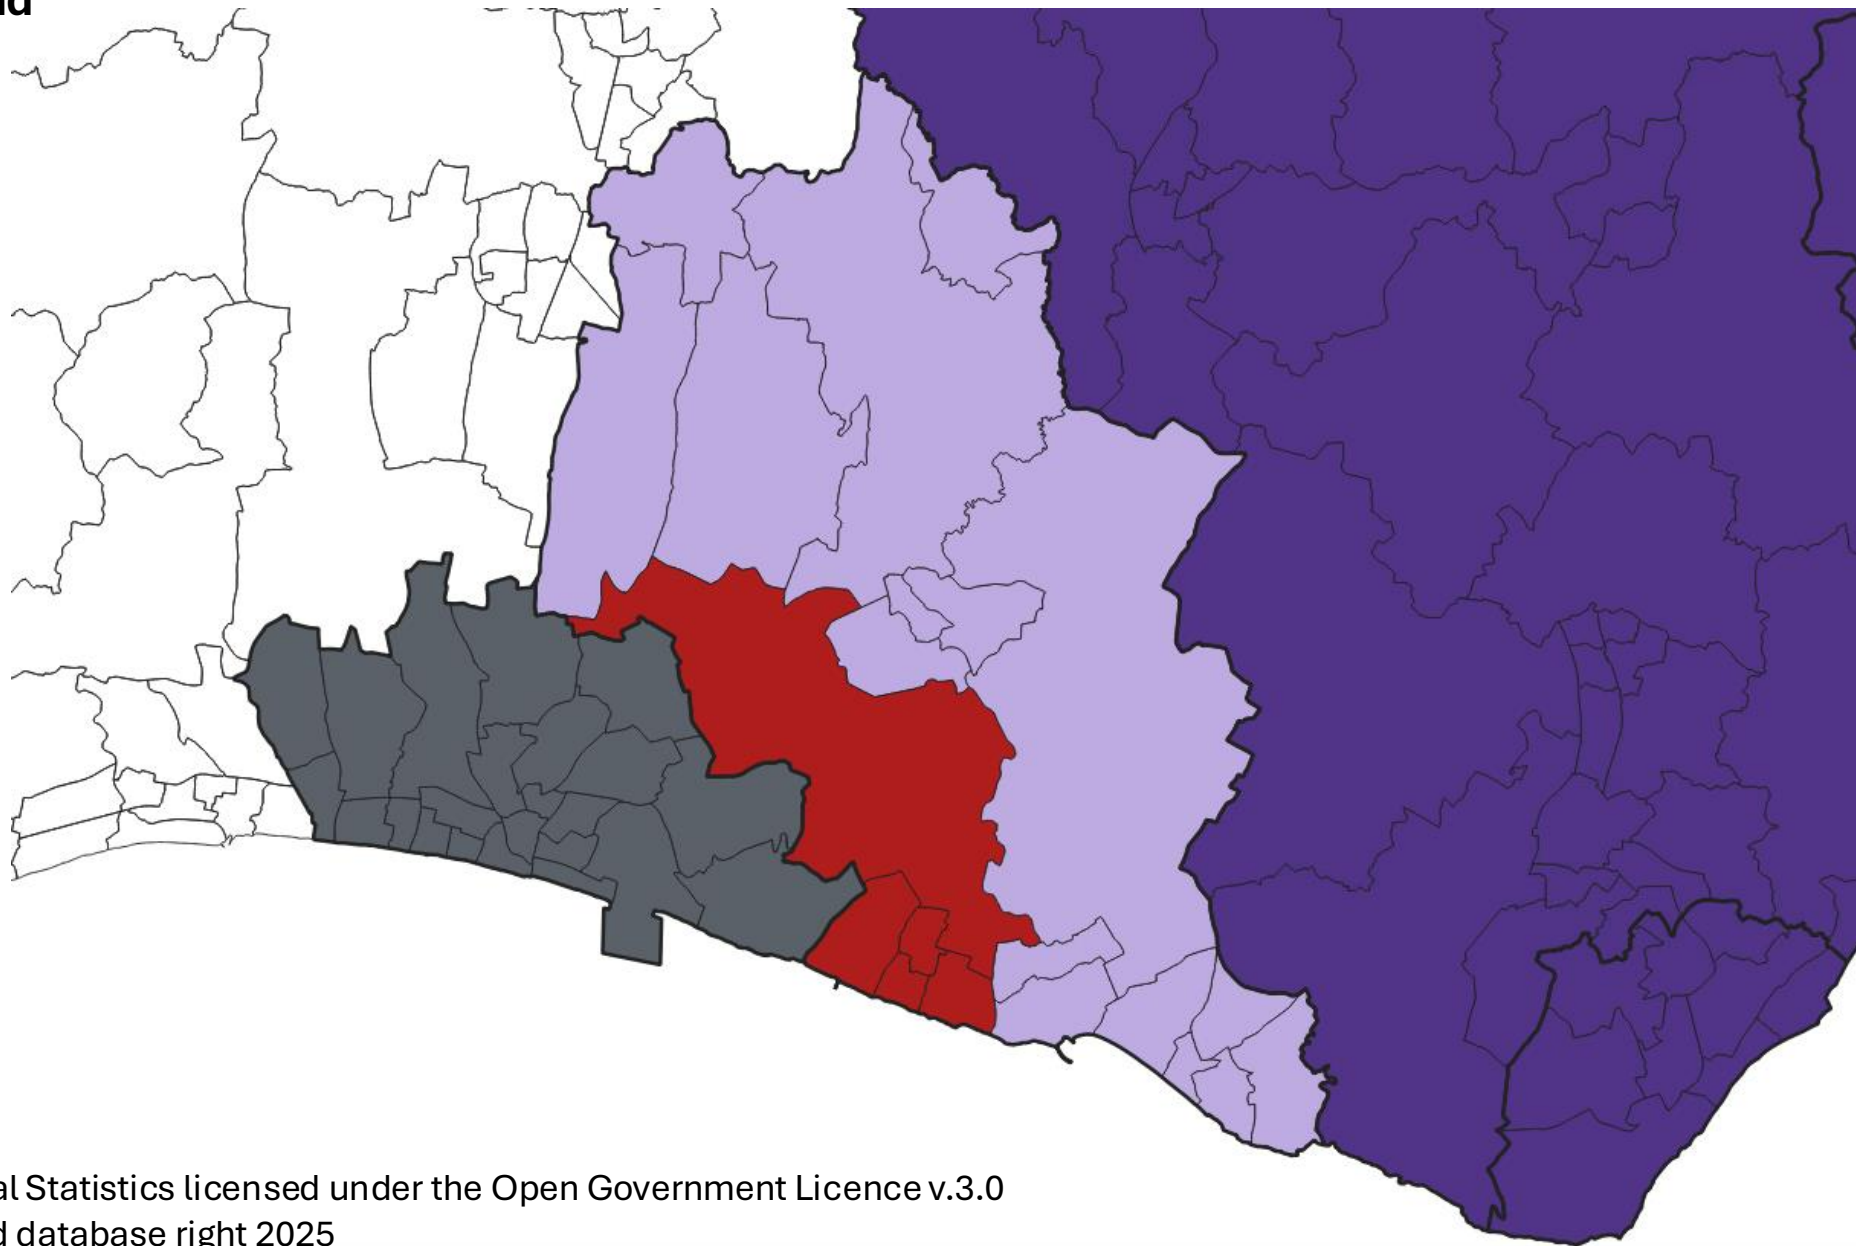 al Statistics licensed under the Open Government Licence v.3.0
d database right 2025